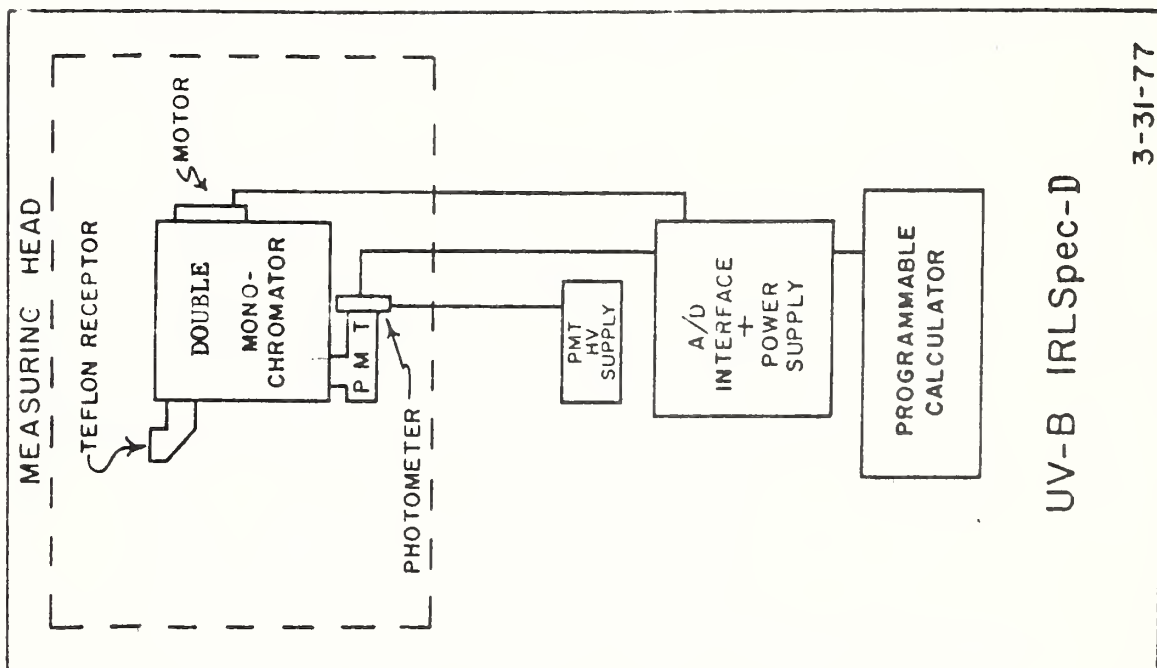 MEASURING HEAD
TEFLON RECEPTOR
MOTOR
DOUBLE
MONO-
CHROMATOR
PMT
PHOTOMETER
PMT
HV
SUPPLY
A/D
INTERFACE
+
POWER
SUPPLY
PROGRAMMABLE
CALCULATOR
UV-B IRLSpec-D
3-31-77